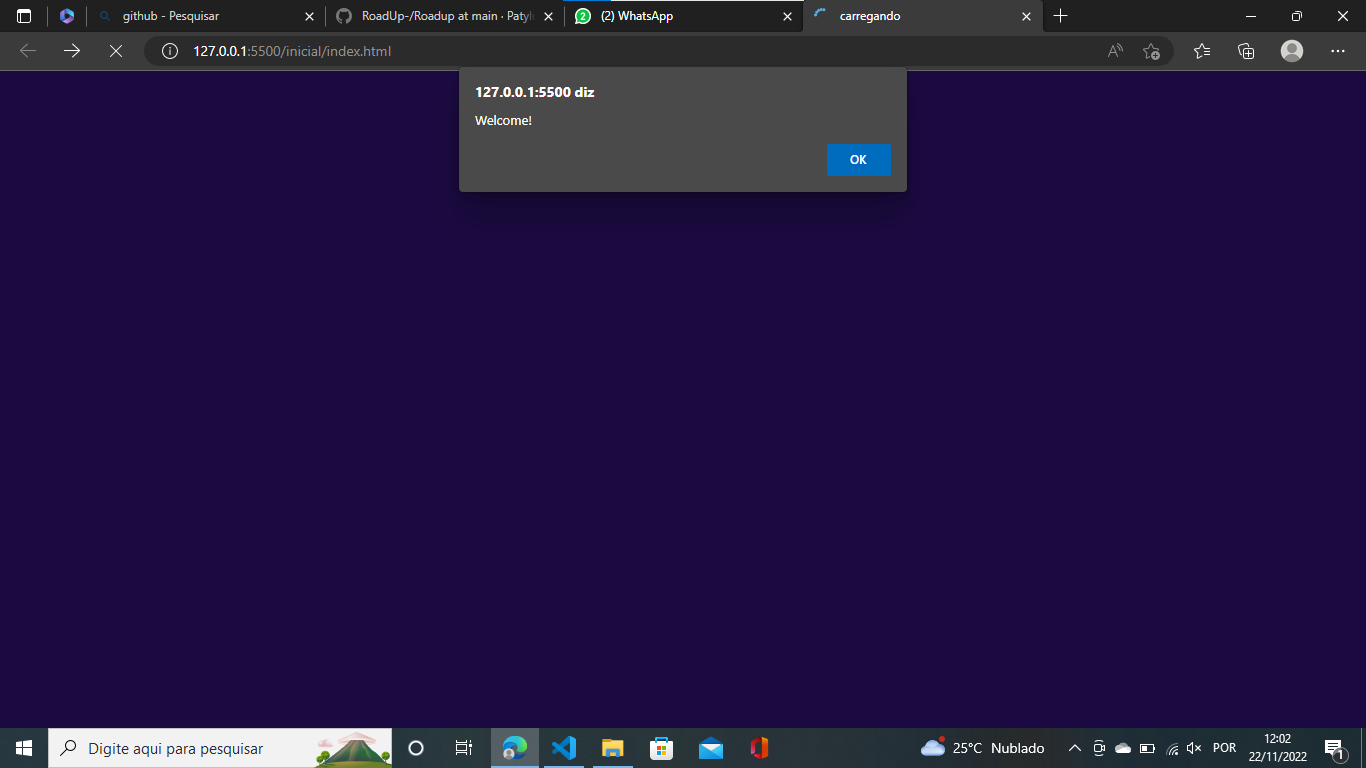 github - Pesquisar
RoadUp-/Roadup at main · Patyl
2
(2) WhatsApp
carregando
127.0.0.1:5500/inicial/index.html
127.0.0.1:5500 diz
Welcome!
OK
Digite aqui para pesquisar
25°C Nublado
POR
12:02
22/11/2022
1